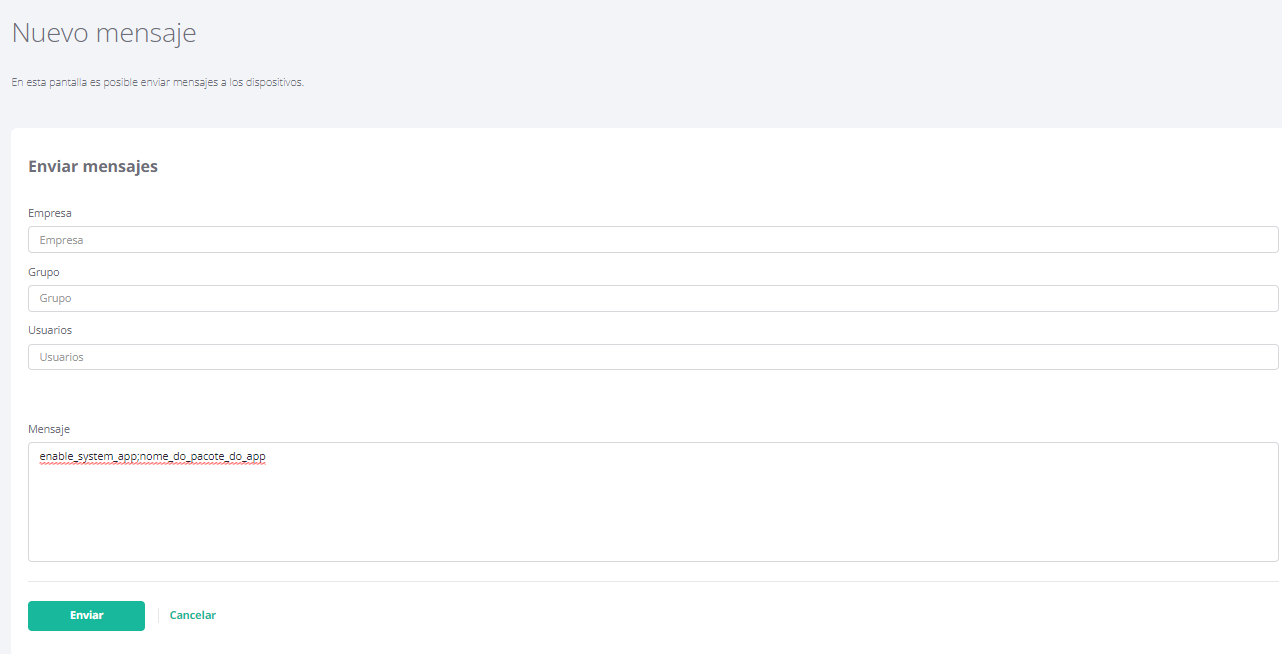 Nuevo mensaje
En esta pantalla es posible enviar mensajes a los dispositivos.
Enviar mensajes
Empresa
Empresa
Grupo
Grupo
Usuarios
Usuarios
Mensaje
enable_system_app;nome_do_pacote_do_app
Enviar
Cancelar